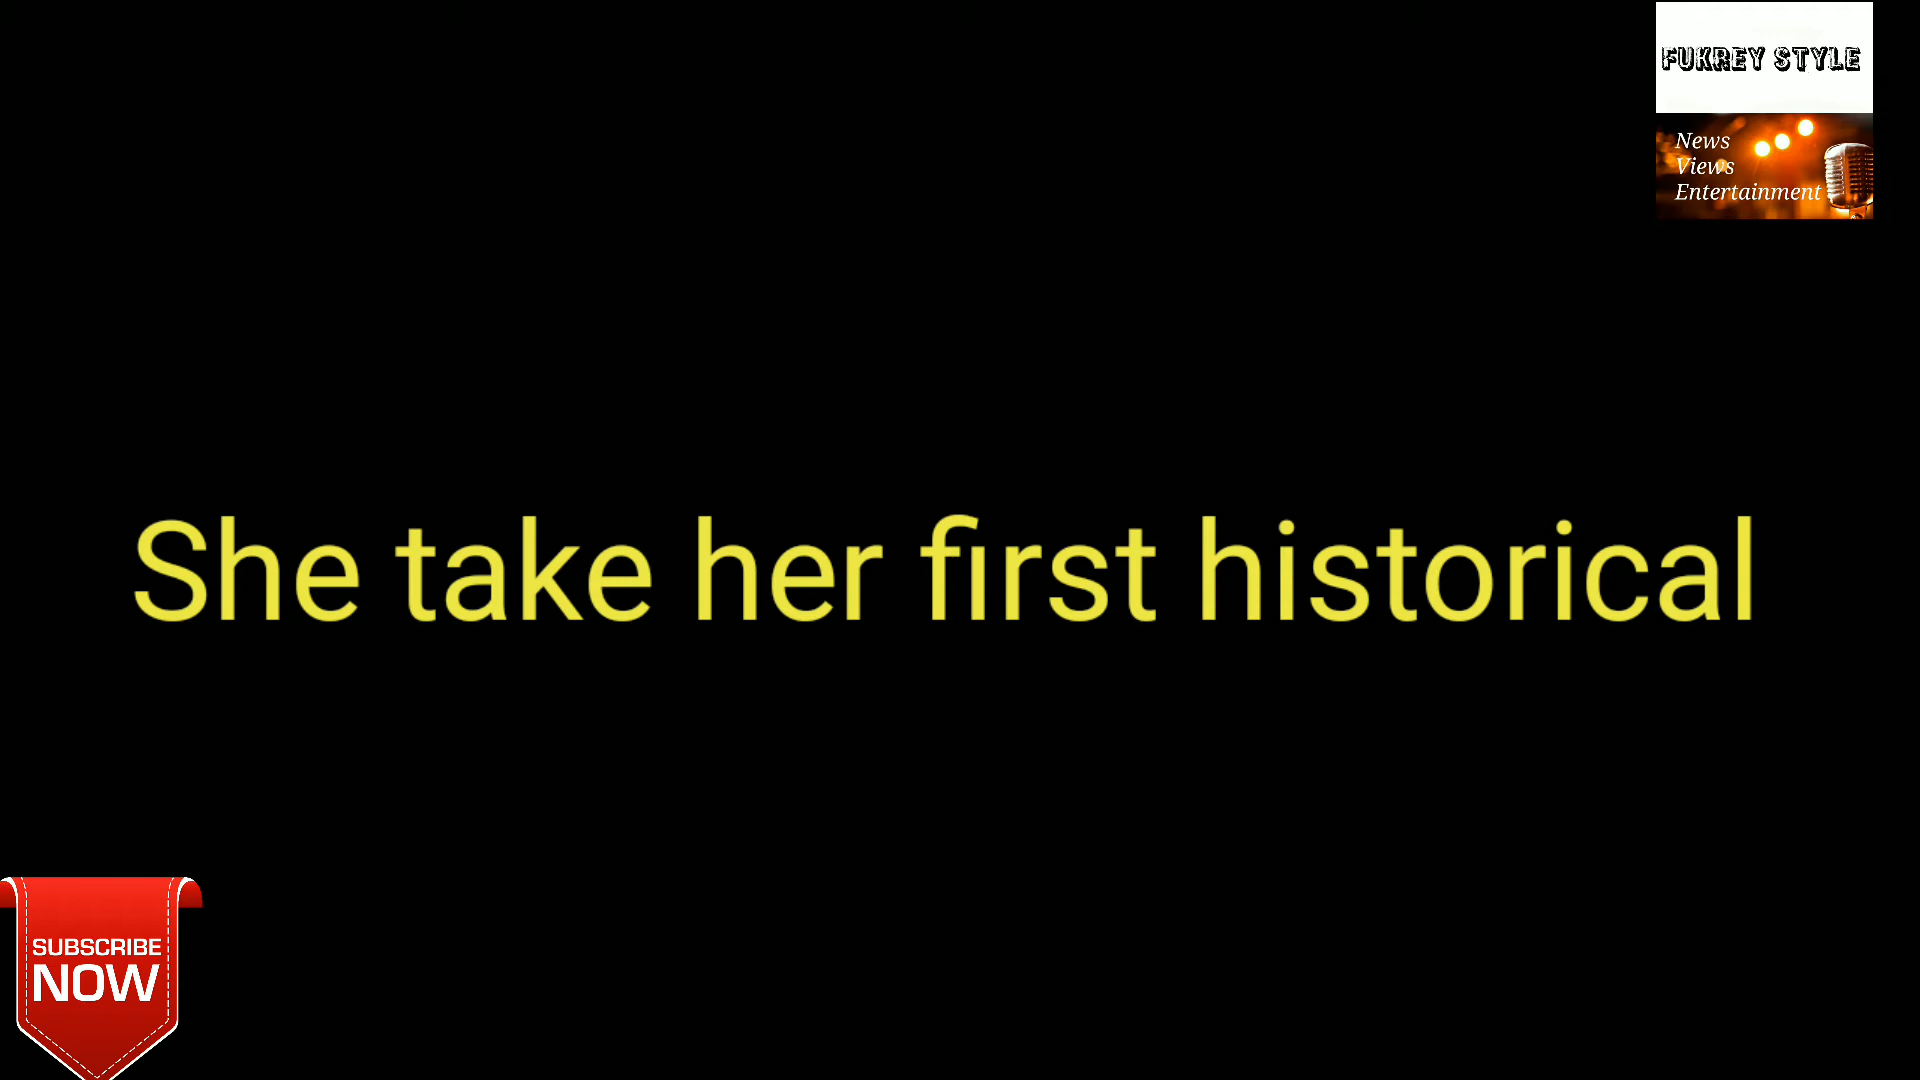 FUKREY STYLE
News
Views
Entertainment
She take her first historical
SUBSCRIBE
NOW